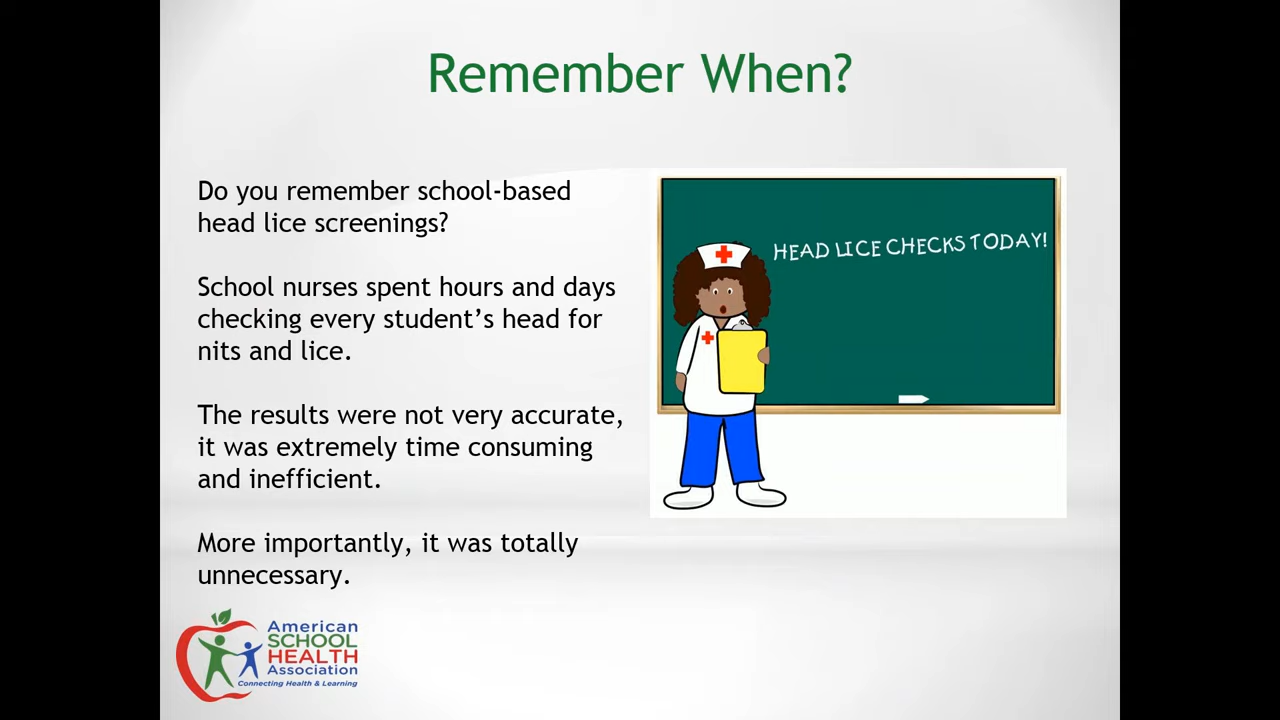 Remember When?
Do you remember school-based
head lice screenings?
School nurses spent hours and days
checking every student’s head for
nits and lice.
The results were not very accurate,
it was extremely time consuming
and inefficient.
More importantly, it was totally
unnecessary.
HEAD LICE CHECKS TODAY!
American
SCHOOL
HEALTH
Association
Connecting Health & Learning